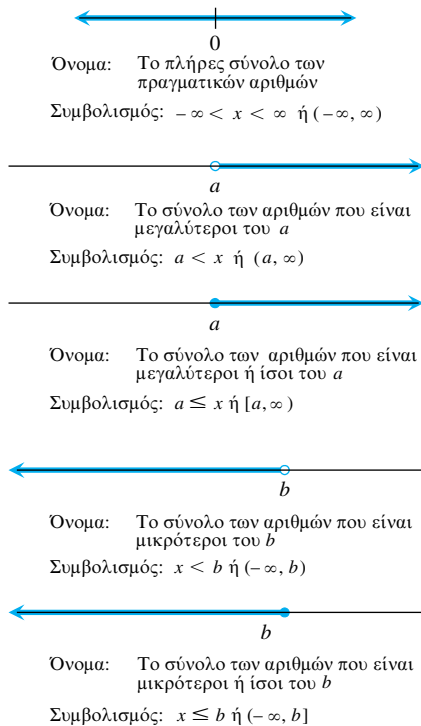 0
Όνομα: Το πλήρες σύνολο των
πραγματικών αριθμών
Συμβολισμός: −∞ < x < ∞ ή (−∞, ∞)
a
Όνομα: Το σύνολο των αριθμών που είναι
μεγαλύτεροι του a
Συμβολισμός: a < x ή (a, ∞)
a
Όνομα: Το σύνολο των αριθμών που είναι
μεγαλύτεροι ή ίσοι του a
Συμβολισμός: a ≤ x ή [a, ∞)
b
Όνομα: Το σύνολο των αριθμών που είναι
μικρότεροι του b
Συμβολισμός: x < b ή (−∞, b)
b
Όνομα: Το σύνολο των αριθμών που είναι
μικρότεροι ή ίσοι του b
Συμβολισμός: x ≤ b ή (−∞, b]